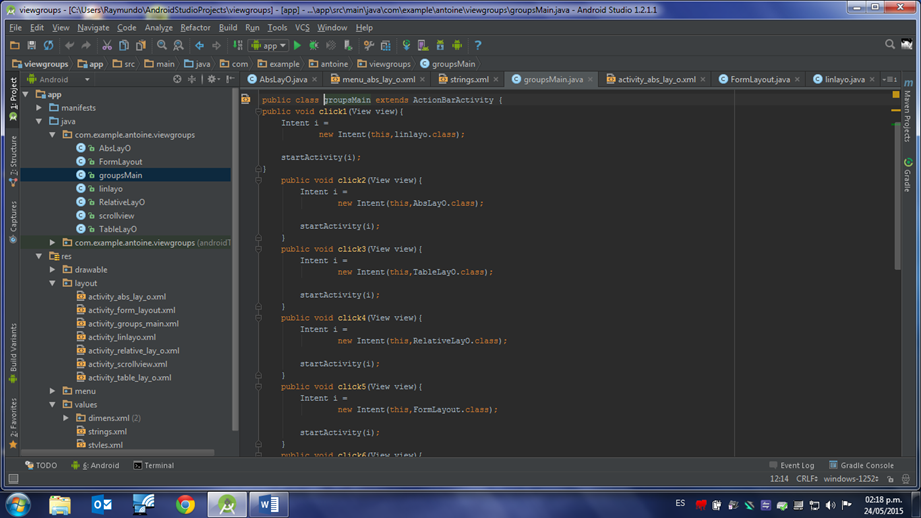 viewgroups - [C:\Users\Raymundo\AndroidStudioProjects\viewgroups] - [app] - ...\app\src\main\java\com\example\antoine\viewgroups\groupsMain.java - Android Studio 1.2.1.1
File Edit View Navigate Code Analyze Refactor Build Run Tools VCS Window Help
app
viewgroups app src main java com example antoine viewgroups groupsMain
Android
AbsLayO.java menu_abs_lay_o.xml strings.xml groupsMain.java activity_abs_lay_o.xml FormLayout.java linlayo.java
1: Project
7: Structure
Captures
Build Variants
2: Favorites
app
manifests
java
com.example.antoine.viewgroups
AbsLayO
FormLayout
groupsMain
linlayo
RelativeLayO
scrollview
TableLayO
com.example.antoine.viewgroups (androidT
res
drawable
layout
activity_abs_lay_o.xml
activity_form_layout.xml
activity_groups_main.xml
activity_linlayo.xml
activity_relative_lay_o.xml
activity_scrollview.xml
activity_table_lay_o.xml
menu
values
dimens.xml (2)
strings.xml
styles.xml
public class groupsMain extends ActionBarActivity {
public void click1(View view){
Intent i =
new Intent(this,linlayo.class);
startActivity(i);
}
public void click2(View view){
Intent i =
new Intent(this,AbsLayO.class);
startActivity(i);
}
public void click3(View view){
Intent i =
new Intent(this,TableLayO.class);
startActivity(i);
}
public void click4(View view){
Intent i =
new Intent(this,RelativeLayO.class);
startActivity(i);
}
public void click5(View view){
Intent i =
new Intent(this,FormLayout.class);
startActivity(i);
}
public void click6(View view){
Maven Projects
Gradle
TODO 6: Android Terminal Event Log Gradle Console
12:14 CRLF windows-1252
ES
02:18 p.m.
24/05/2015